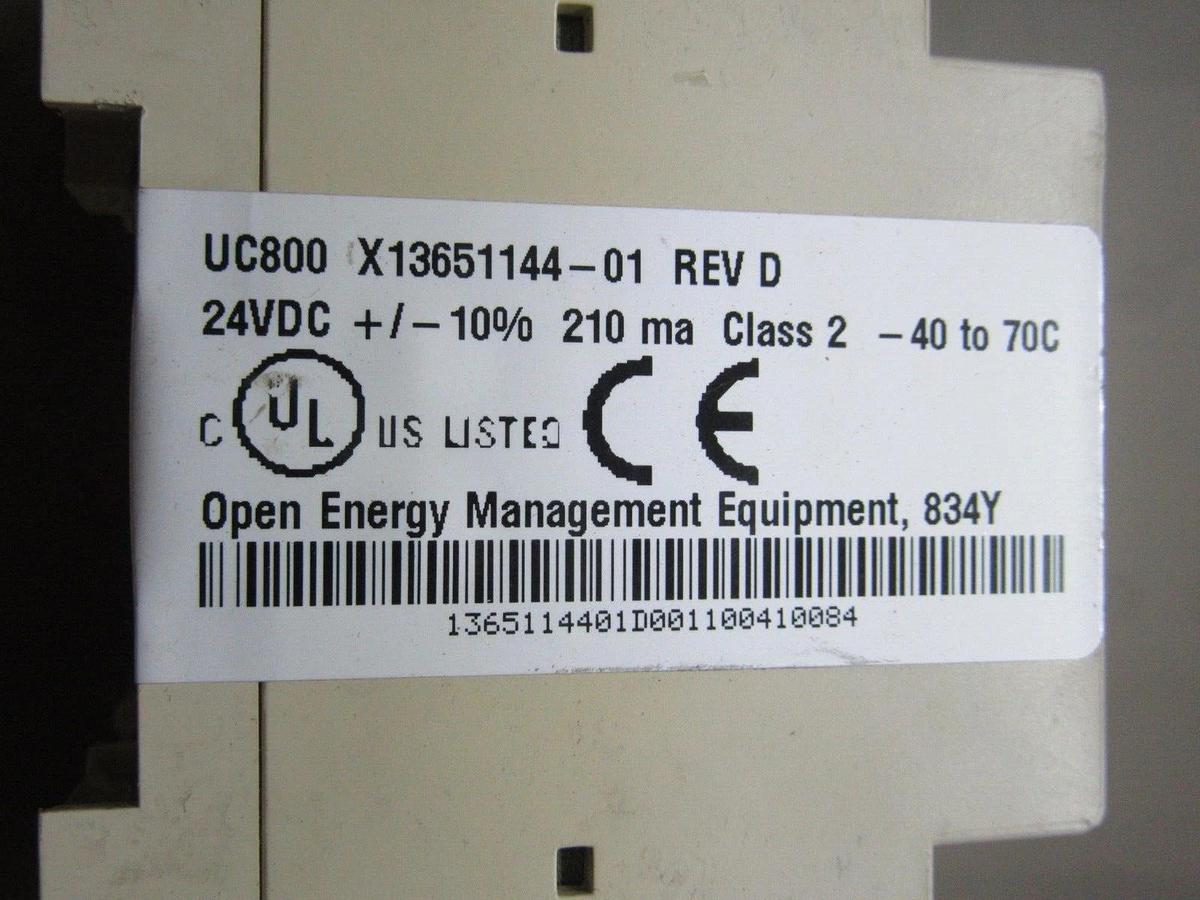 UC800 X13651144-01 REV D
24VDC +/-10% 210 ma Class 2 -40 to 70C
C UL US LISTED CE
Open Energy Management Equipment, 834Y
1365114401D001100410084